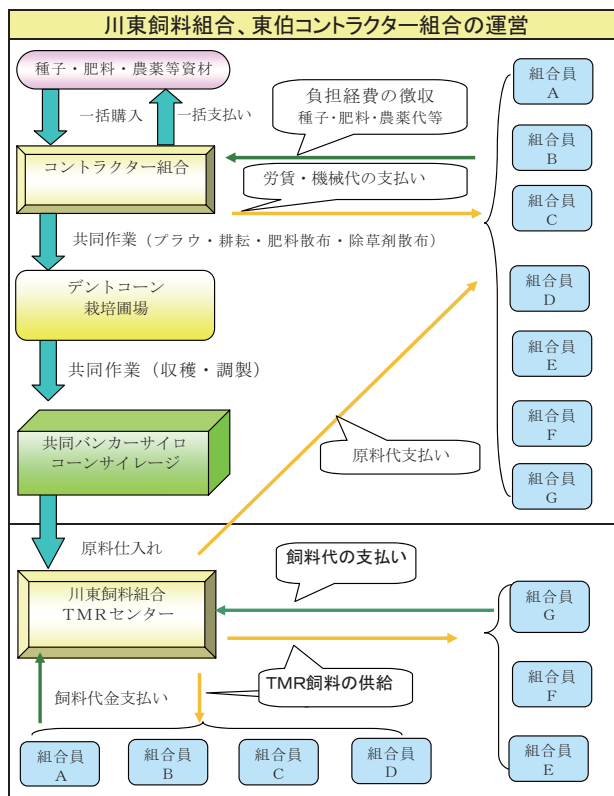 川東飼料組合、東伯コントラクター組合の運営
種子・肥料・農薬等資材
一括購入
一括支払い
負担経費の徴収
種子・肥料・農薬代等
コントラクター組合
労賃・機械代の支払い
共同作業（プラウ・耕耘・肥料散布・除草剤散布）
デントコーン
栽培圃場
共同作業（収穫・調製）
共同バンカーサイロ
コーンサイレージ
原料代支払い
組合員
A
組合員
B
組合員
C
組合員
D
組合員
E
組合員
F
組合員
G
原料仕入れ
飼料代の支払い
川東飼料組合
TMRセンター
TMR飼料の供給
飼料代金支払い
組合員
G
組合員
F
組合員
E
組合員
A
組合員
B
組合員
C
組合員
D